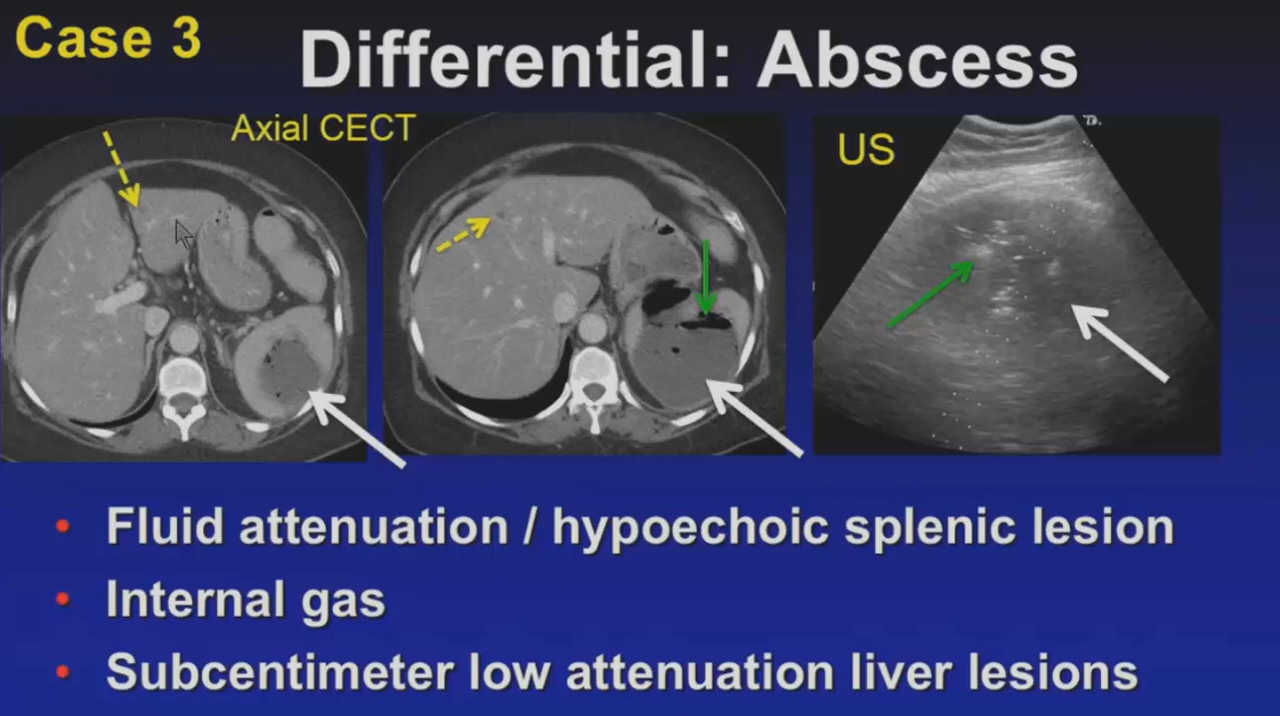 Case 3
Differential: Abscess
Axial CECT
US
• Fluid attenuation / hypoechoic splenic lesion
• Internal gas
• Subcentimeter low attenuation liver lesions